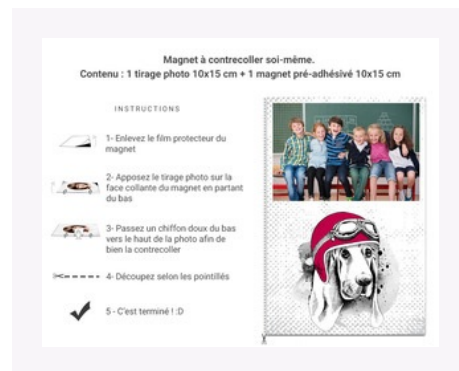 Magnet à contrecoller soi-même.
Contenu : 1 tirage photo 10x15 cm + 1 magnet pré-adhésivé 10x15 cm
INSTRUCTIONS
1- Enlevez le film protecteur du
magnet
2- Apposez le tirage photo sur la
face collante du magnet en partant
du bas
3- Passez un chiffon doux du bas
vers le haut de la photo afin de
bien la contrecoller
4- Découpez selon les pointillés
5 - C'est terminé ! :D